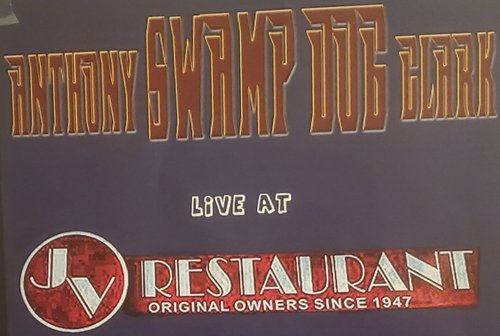 ANTHONY SWAMP DOG CLARK
LIVE AT
JV RESTAURANT
ORIGINAL OWNERS SINCE 1947